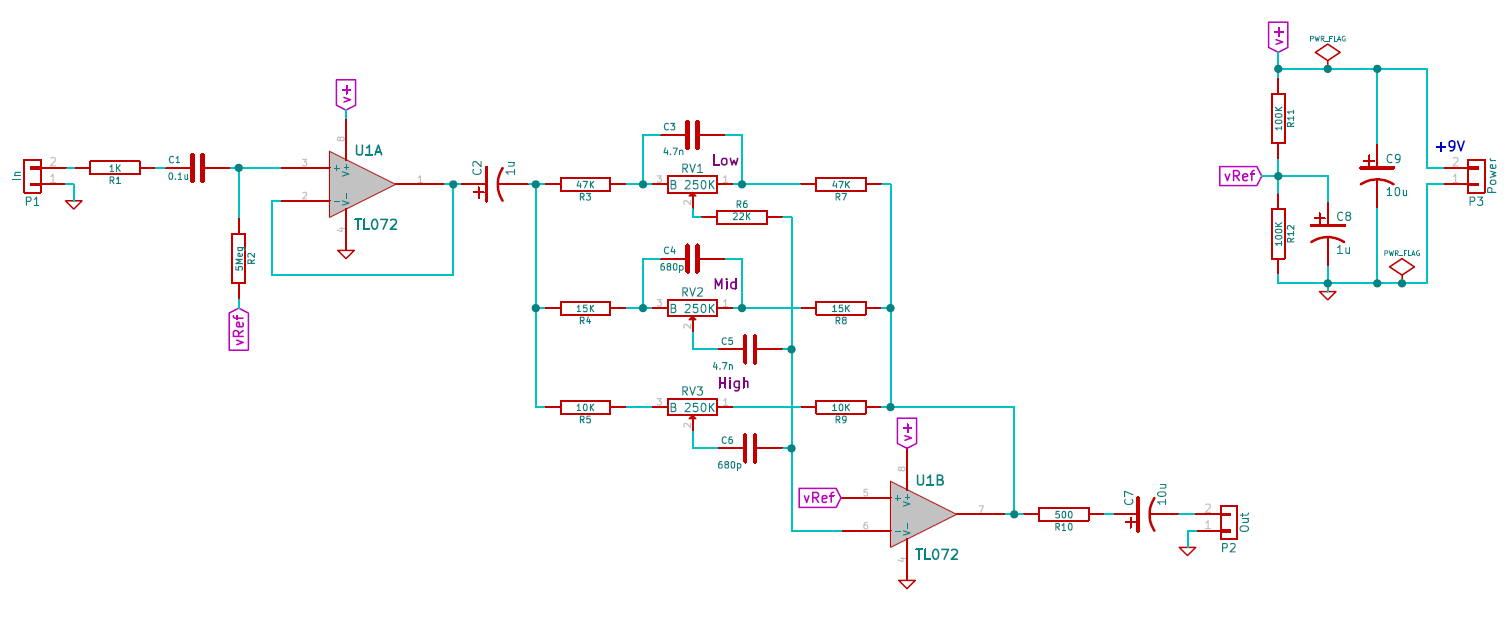 In
P1
2
1
1K
R1
C1
0.1u
5Meg
R2
vRef
v+
8
U1A
3
2
1
+
-
V+
V-
4
TL072
C2
1u
47K
R3
C3
4.7n
Low
RV1
3
B 250K
1
2
R6
22K
47K
R7
C4
680p
Mid
15K
R4
RV2
3
B 250K
1
2
15K
R8
C5
4.7n
High
10K
R5
RV3
3
B 250K
1
2
10K
R9
C6
680p
v+
8
U1B
vRef
5
6
7
+
-
V+
V-
4
TL072
500
R10
C7
10u
2
1
Out
P2
v+
PWR_FLAG
100K
R11
vRef
100K
R12
C8
1u
C9
10u
PWR_FLAG
+9V
2
1
Power
P3